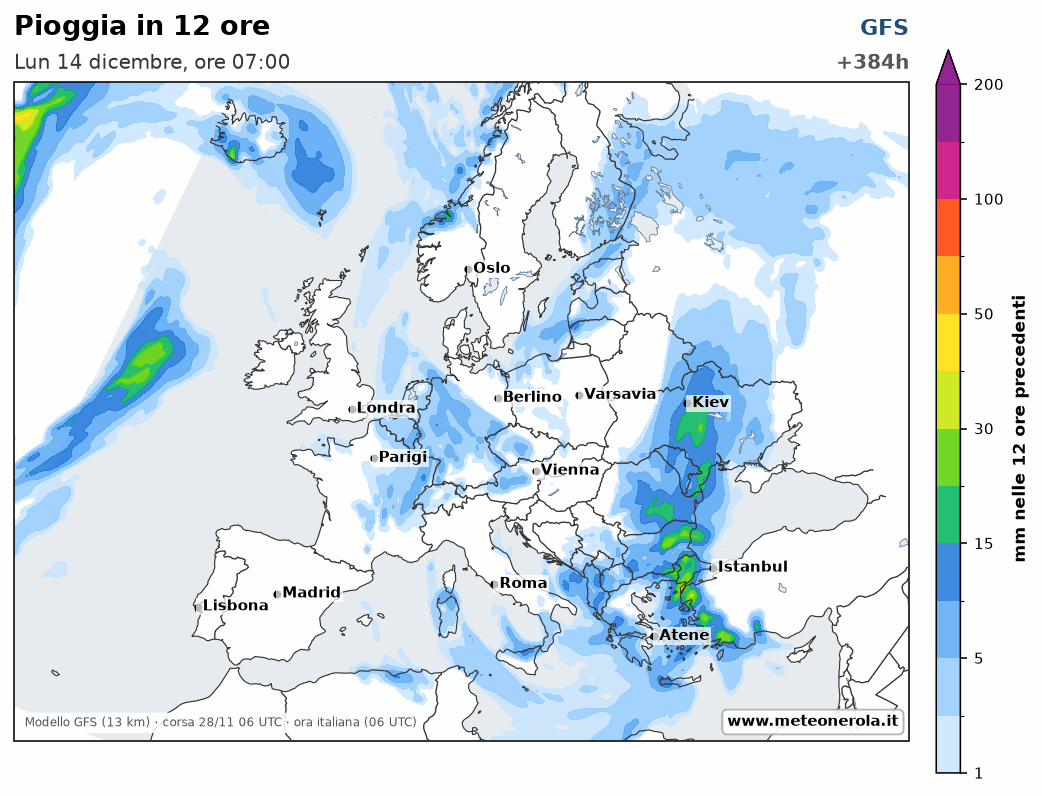 Pioggia in 12 ore
GFS
Lun 14 dicembre, ore 07:00
+384h
200
100
50
30
15
5
1
mm nelle 12 ore precedenti
Oslo
Berlino
Varsavia
Kiev
Londra
Parigi
Vienna
Istanbul
Roma
Madrid
Lisbona
Atene
Modello GFS (13 km) · corsa 28/11 06 UTC · ora italiana (06 UTC)
www.meteonerola.it